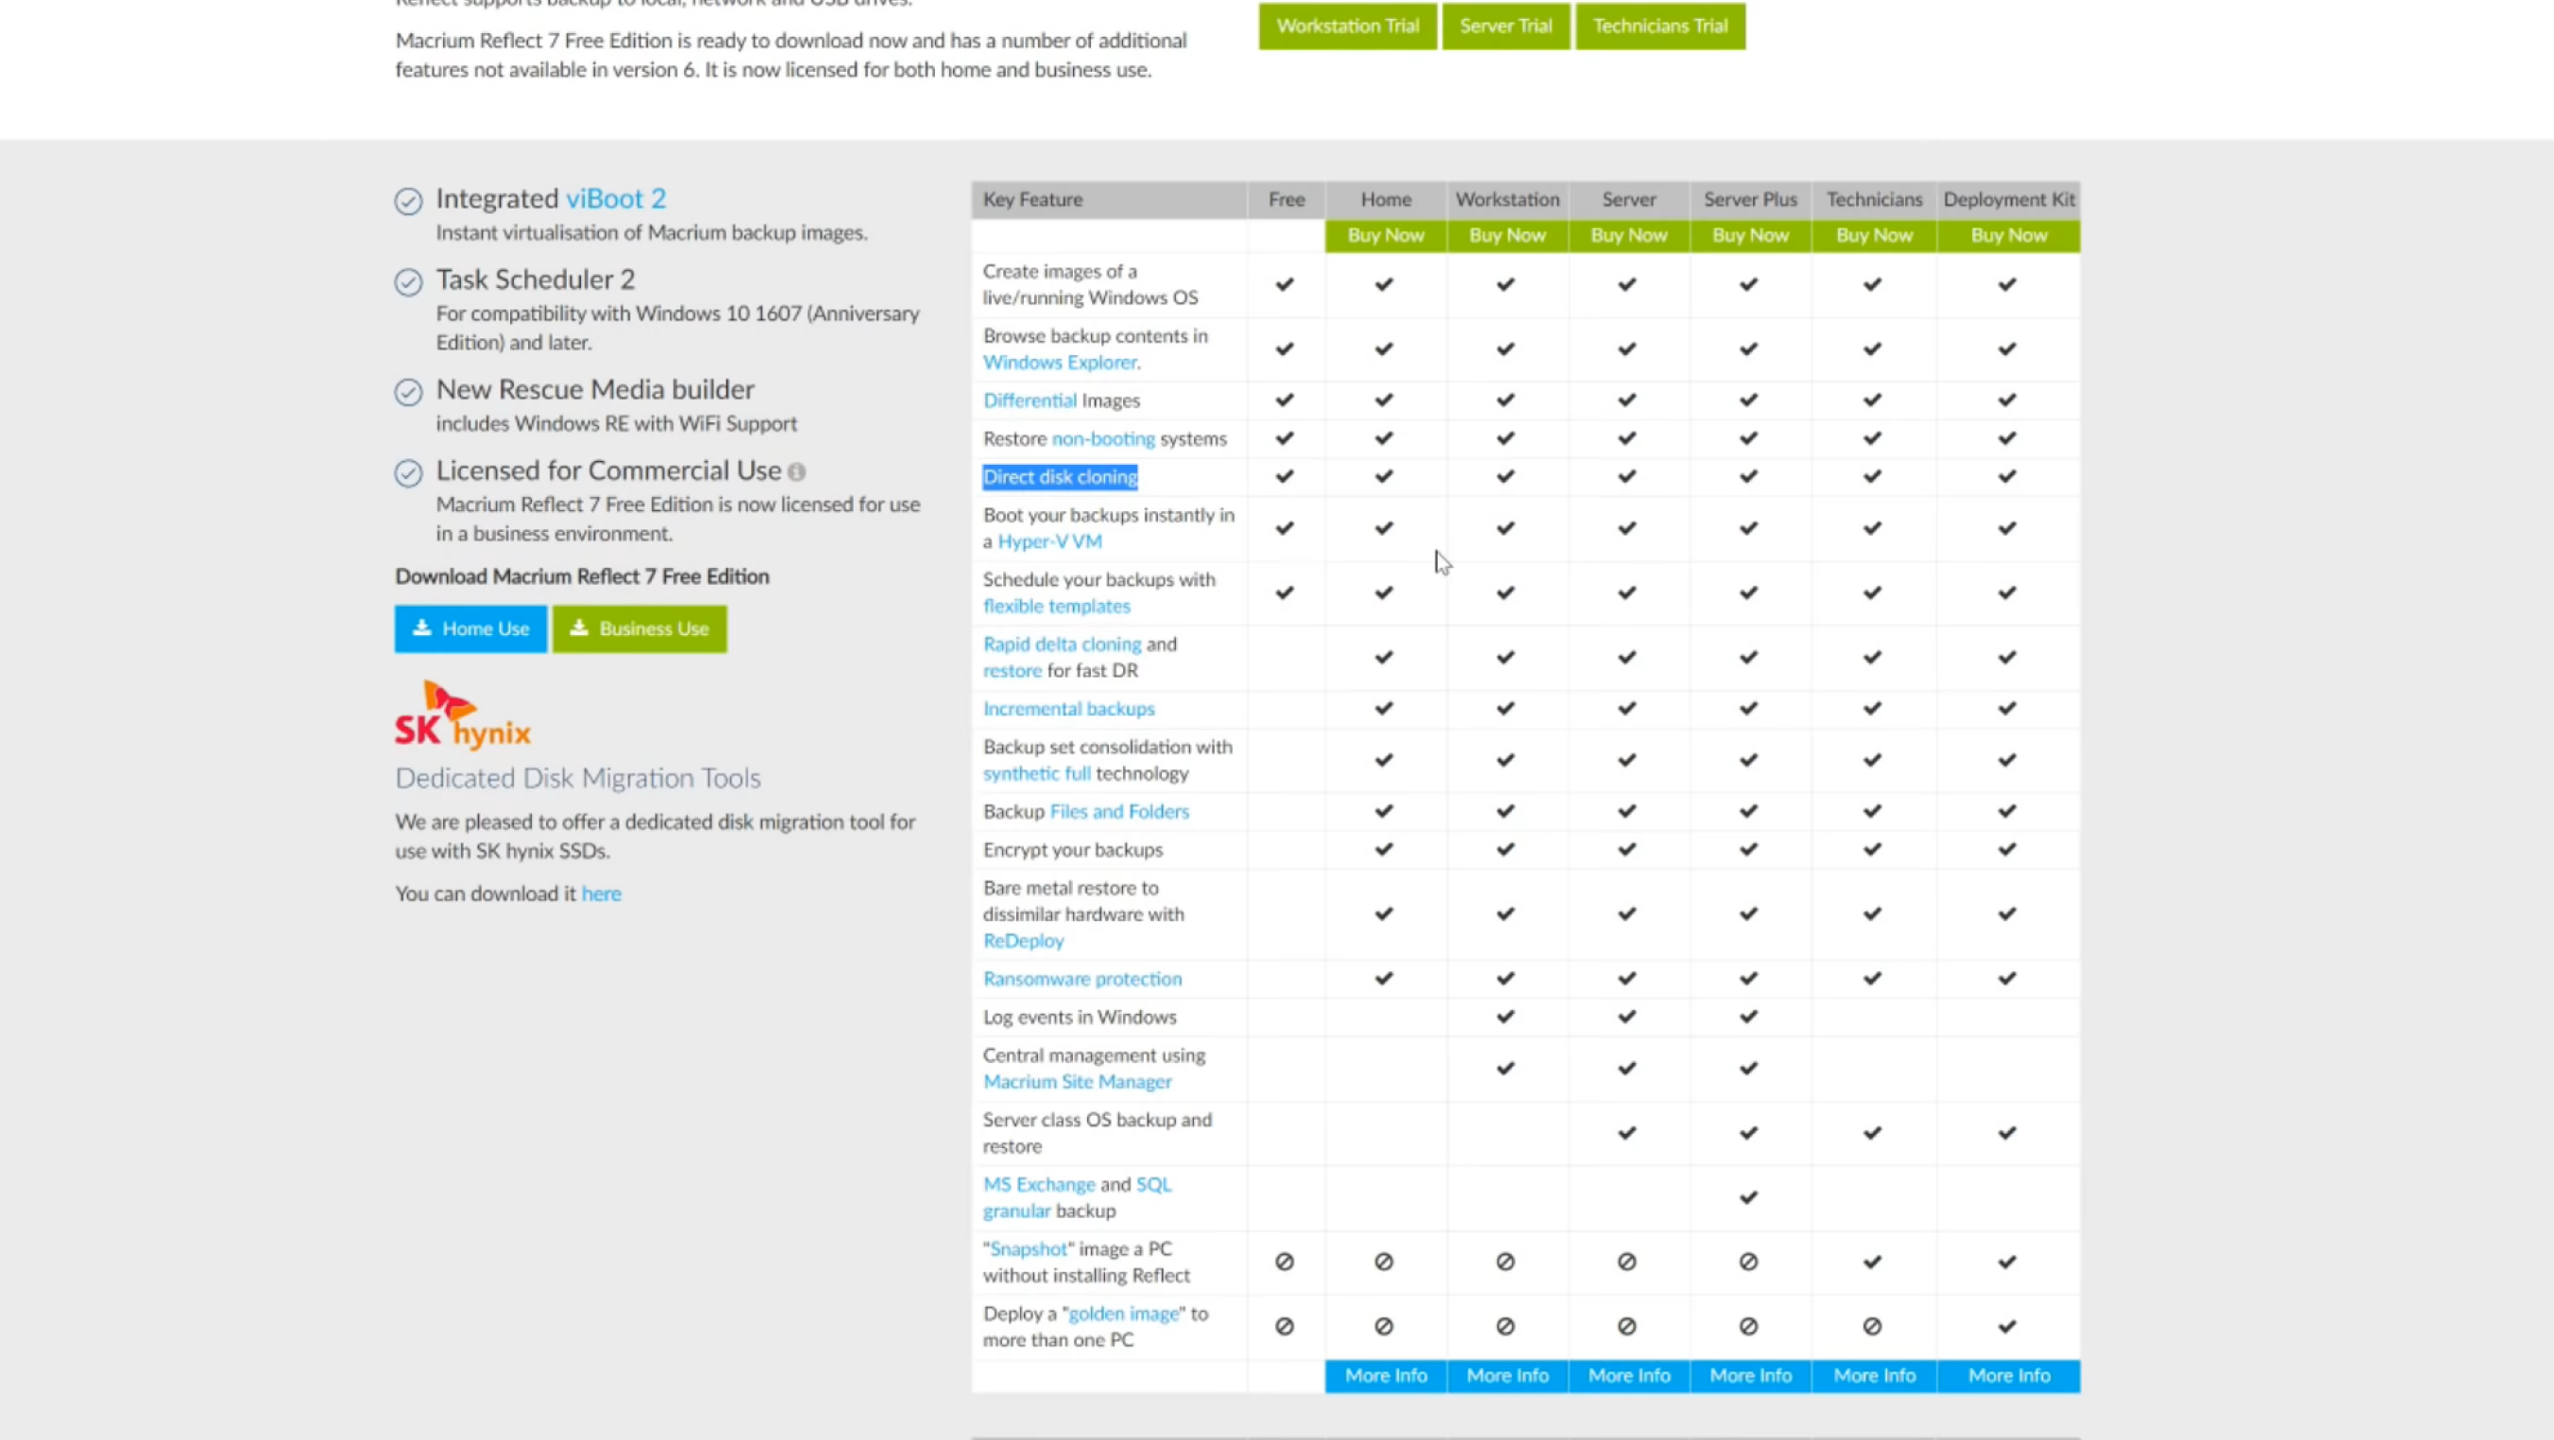 Reflect supports backup to local, network and USB drives.
Macrium Reflect 7 Free Edition is ready to download now and has a number of additional
features not available in version 6. It is now licensed for both home and business use.
Workstation Trial
Server Trial
Technicians Trial
Integrated viBoot 2
Instant virtualisation of Macrium backup images.
Task Scheduler 2
For compatibility with Windows 10 1607 (Anniversary
Edition) and later.
New Rescue Media builder
includes Windows RE with WiFi Support
Licensed for Commercial Use
Macrium Reflect 7 Free Edition is now licensed for use
in a business environment.
Download Macrium Reflect 7 Free Edition
Home Use
Business Use
SK hynix
Dedicated Disk Migration Tools
We are pleased to offer a dedicated disk migration tool for
use with SK hynix SSDs.
You can download it here
Key Feature Free Home Workstation Server Server Plus Technicians Deployment Kit
Buy Now Buy Now Buy Now Buy Now Buy Now Buy Now
Create images of a
live/running Windows OS
Browse backup contents in
Windows Explorer.
Differential Images
Restore non-booting systems
Direct disk cloning
Boot your backups instantly in
a Hyper-V VM
Schedule your backups with
flexible templates
Rapid delta cloning and
restore for fast DR
Incremental backups
Backup set consolidation with
synthetic full technology
Backup Files and Folders
Encrypt your backups
Bare metal restore to
dissimilar hardware with
ReDeploy
Ransomware protection
Log events in Windows
Central management using
Macrium Site Manager
Server class OS backup and
restore
MS Exchange and SQL
granular backup
"Snapshot" image a PC
without installing Reflect
Deploy a "golden image" to
more than one PC
More Info More Info More Info More Info More Info More Info